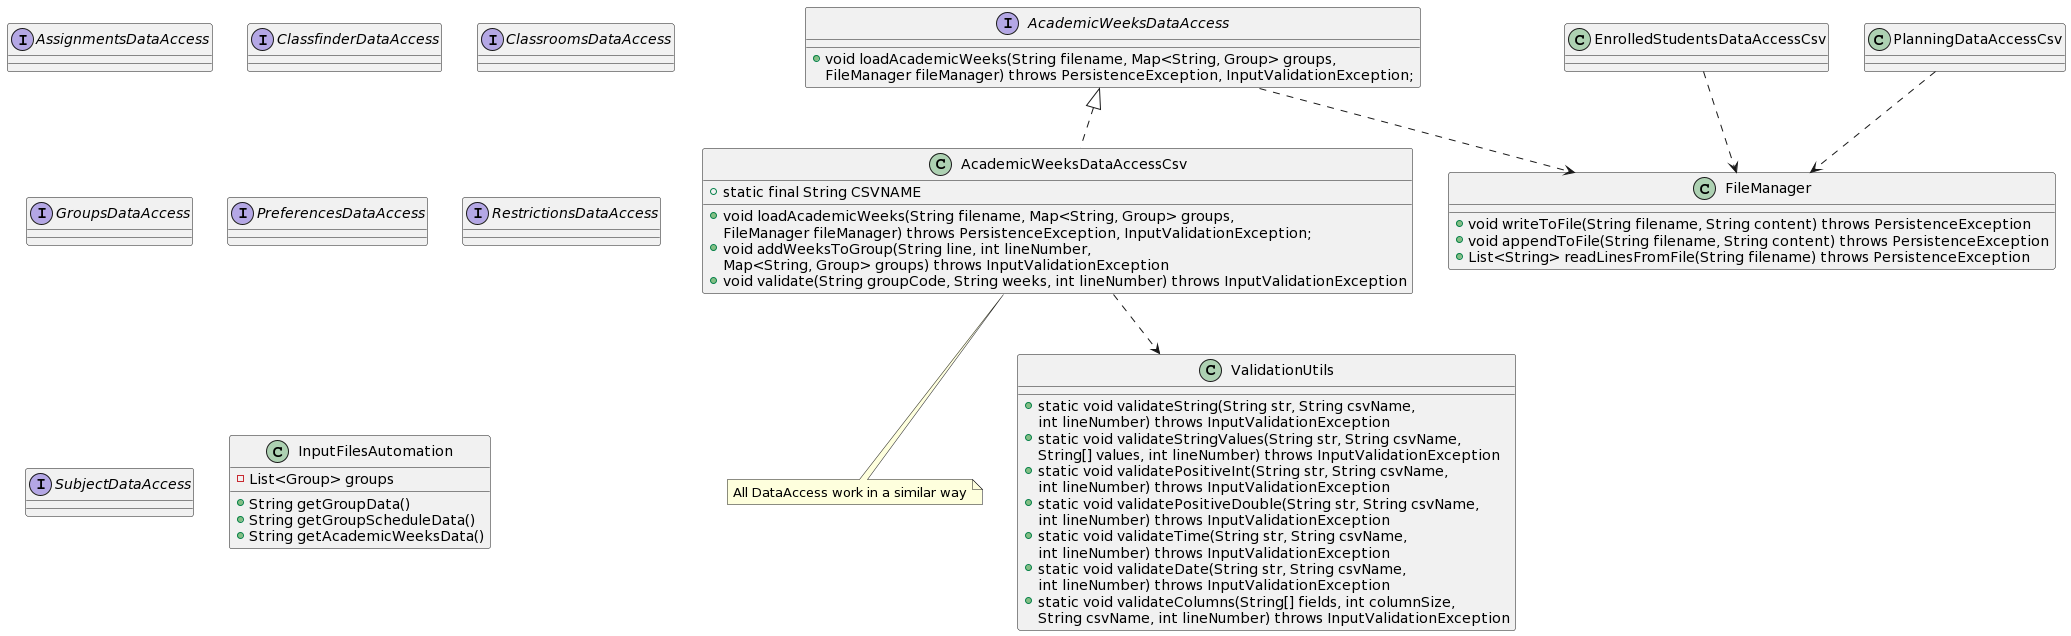 I AssignmentsDataAccess
I ClassfinderDataAccess
I ClassroomsDataAccess
I AcademicWeeksDataAccess
void loadAcademicWeeks(String filename, Map<String, Group> groups,
FileManager fileManager) throws PersistenceException, InputValidationException;
C EnrolledStudentsDataAccessCsv
C PlanningDataAccessCsv
I GroupsDataAccess
I PreferencesDataAccess
I RestrictionsDataAccess
C AcademicWeeksDataAccessCsv
static final String CSVNAME
void loadAcademicWeeks(String filename, Map<String, Group> groups,
FileManager fileManager) throws PersistenceException, InputValidationException;
void addWeeksToGroup(String line, int lineNumber,
Map<String, Group> groups) throws InputValidationException
void validate(String groupCode, String weeks, int lineNumber) throws InputValidationException
C FileManager
void writeToFile(String filename, String content) throws PersistenceException
void appendToFile(String filename, String content) throws PersistenceException
List<String> readLinesFromFile(String filename) throws PersistenceException
I SubjectDataAccess
C InputFilesAutomation
List<Group> groups
String getGroupData()
String getGroupScheduleData()
String getAcademicWeeksData()
All DataAccess work in a similar way
C ValidationUtils
static void validateString(String str, String csvName,
int lineNumber) throws InputValidationException
static void validateStringValues(String str, String csvName,
String[] values, int lineNumber) throws InputValidationException
static void validatePositiveInt(String str, String csvName,
int lineNumber) throws InputValidationException
static void validatePositiveDouble(String str, String csvName,
int lineNumber) throws InputValidationException
static void validateTime(String str, String csvName,
int lineNumber) throws InputValidationException
static void validateDate(String str, String csvName,
int lineNumber) throws InputValidationException
static void validateColumns(String[] fields, int columnSize,
String csvName, int lineNumber) throws InputValidationException